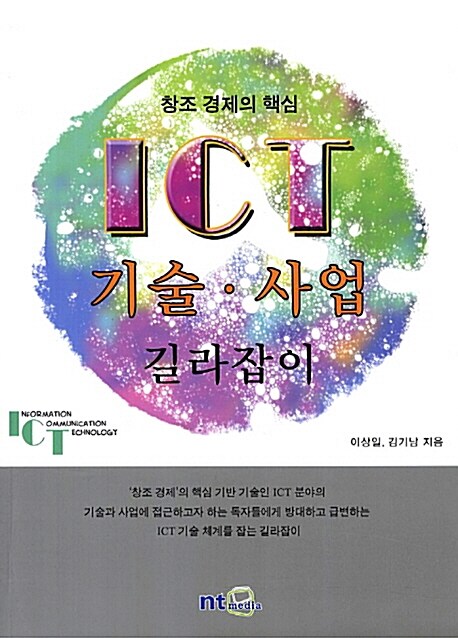 창조 경제의 핵심
ICT
기술·사업
길라잡이
INFORMATION
COMMUNICATION
TECHNOLOGY
이상일, 김기남 지음
'창조 경제'의 핵심 기반 기술인 ICT 분야의
기술과 사업에 접근하고자 하는 독자들에게 방대하고 급변하는
ICT 기술 체계를 잡는 길라잡이
nt media